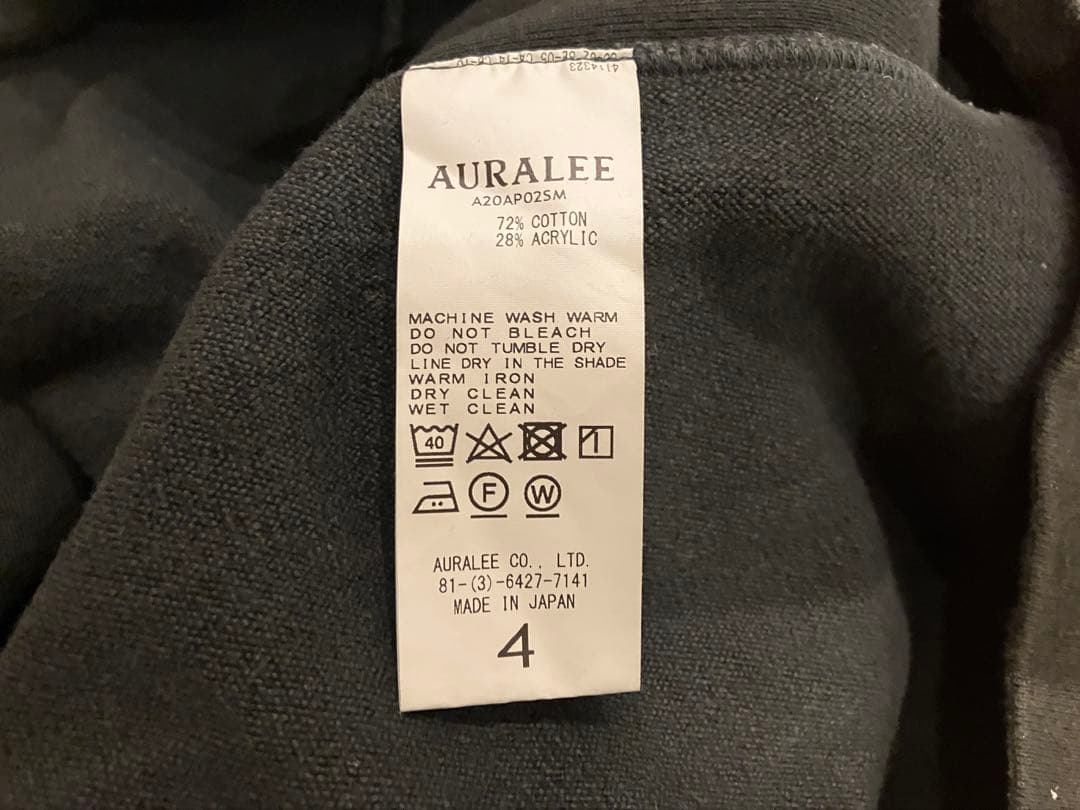 AURALEE
A20AP02SM
72% COTTON
28% ACRYLIC
MACHINE WASH WARM
DO NOT BLEACH
DO NOT TUMBLE DRY
LINE DRY IN THE SHADE
WARM IRON
DRY CLEAN
WET CLEAN
40
F
W
AURALEE CO., LTD.
81-(3)-6427-7141
MADE IN JAPAN
4